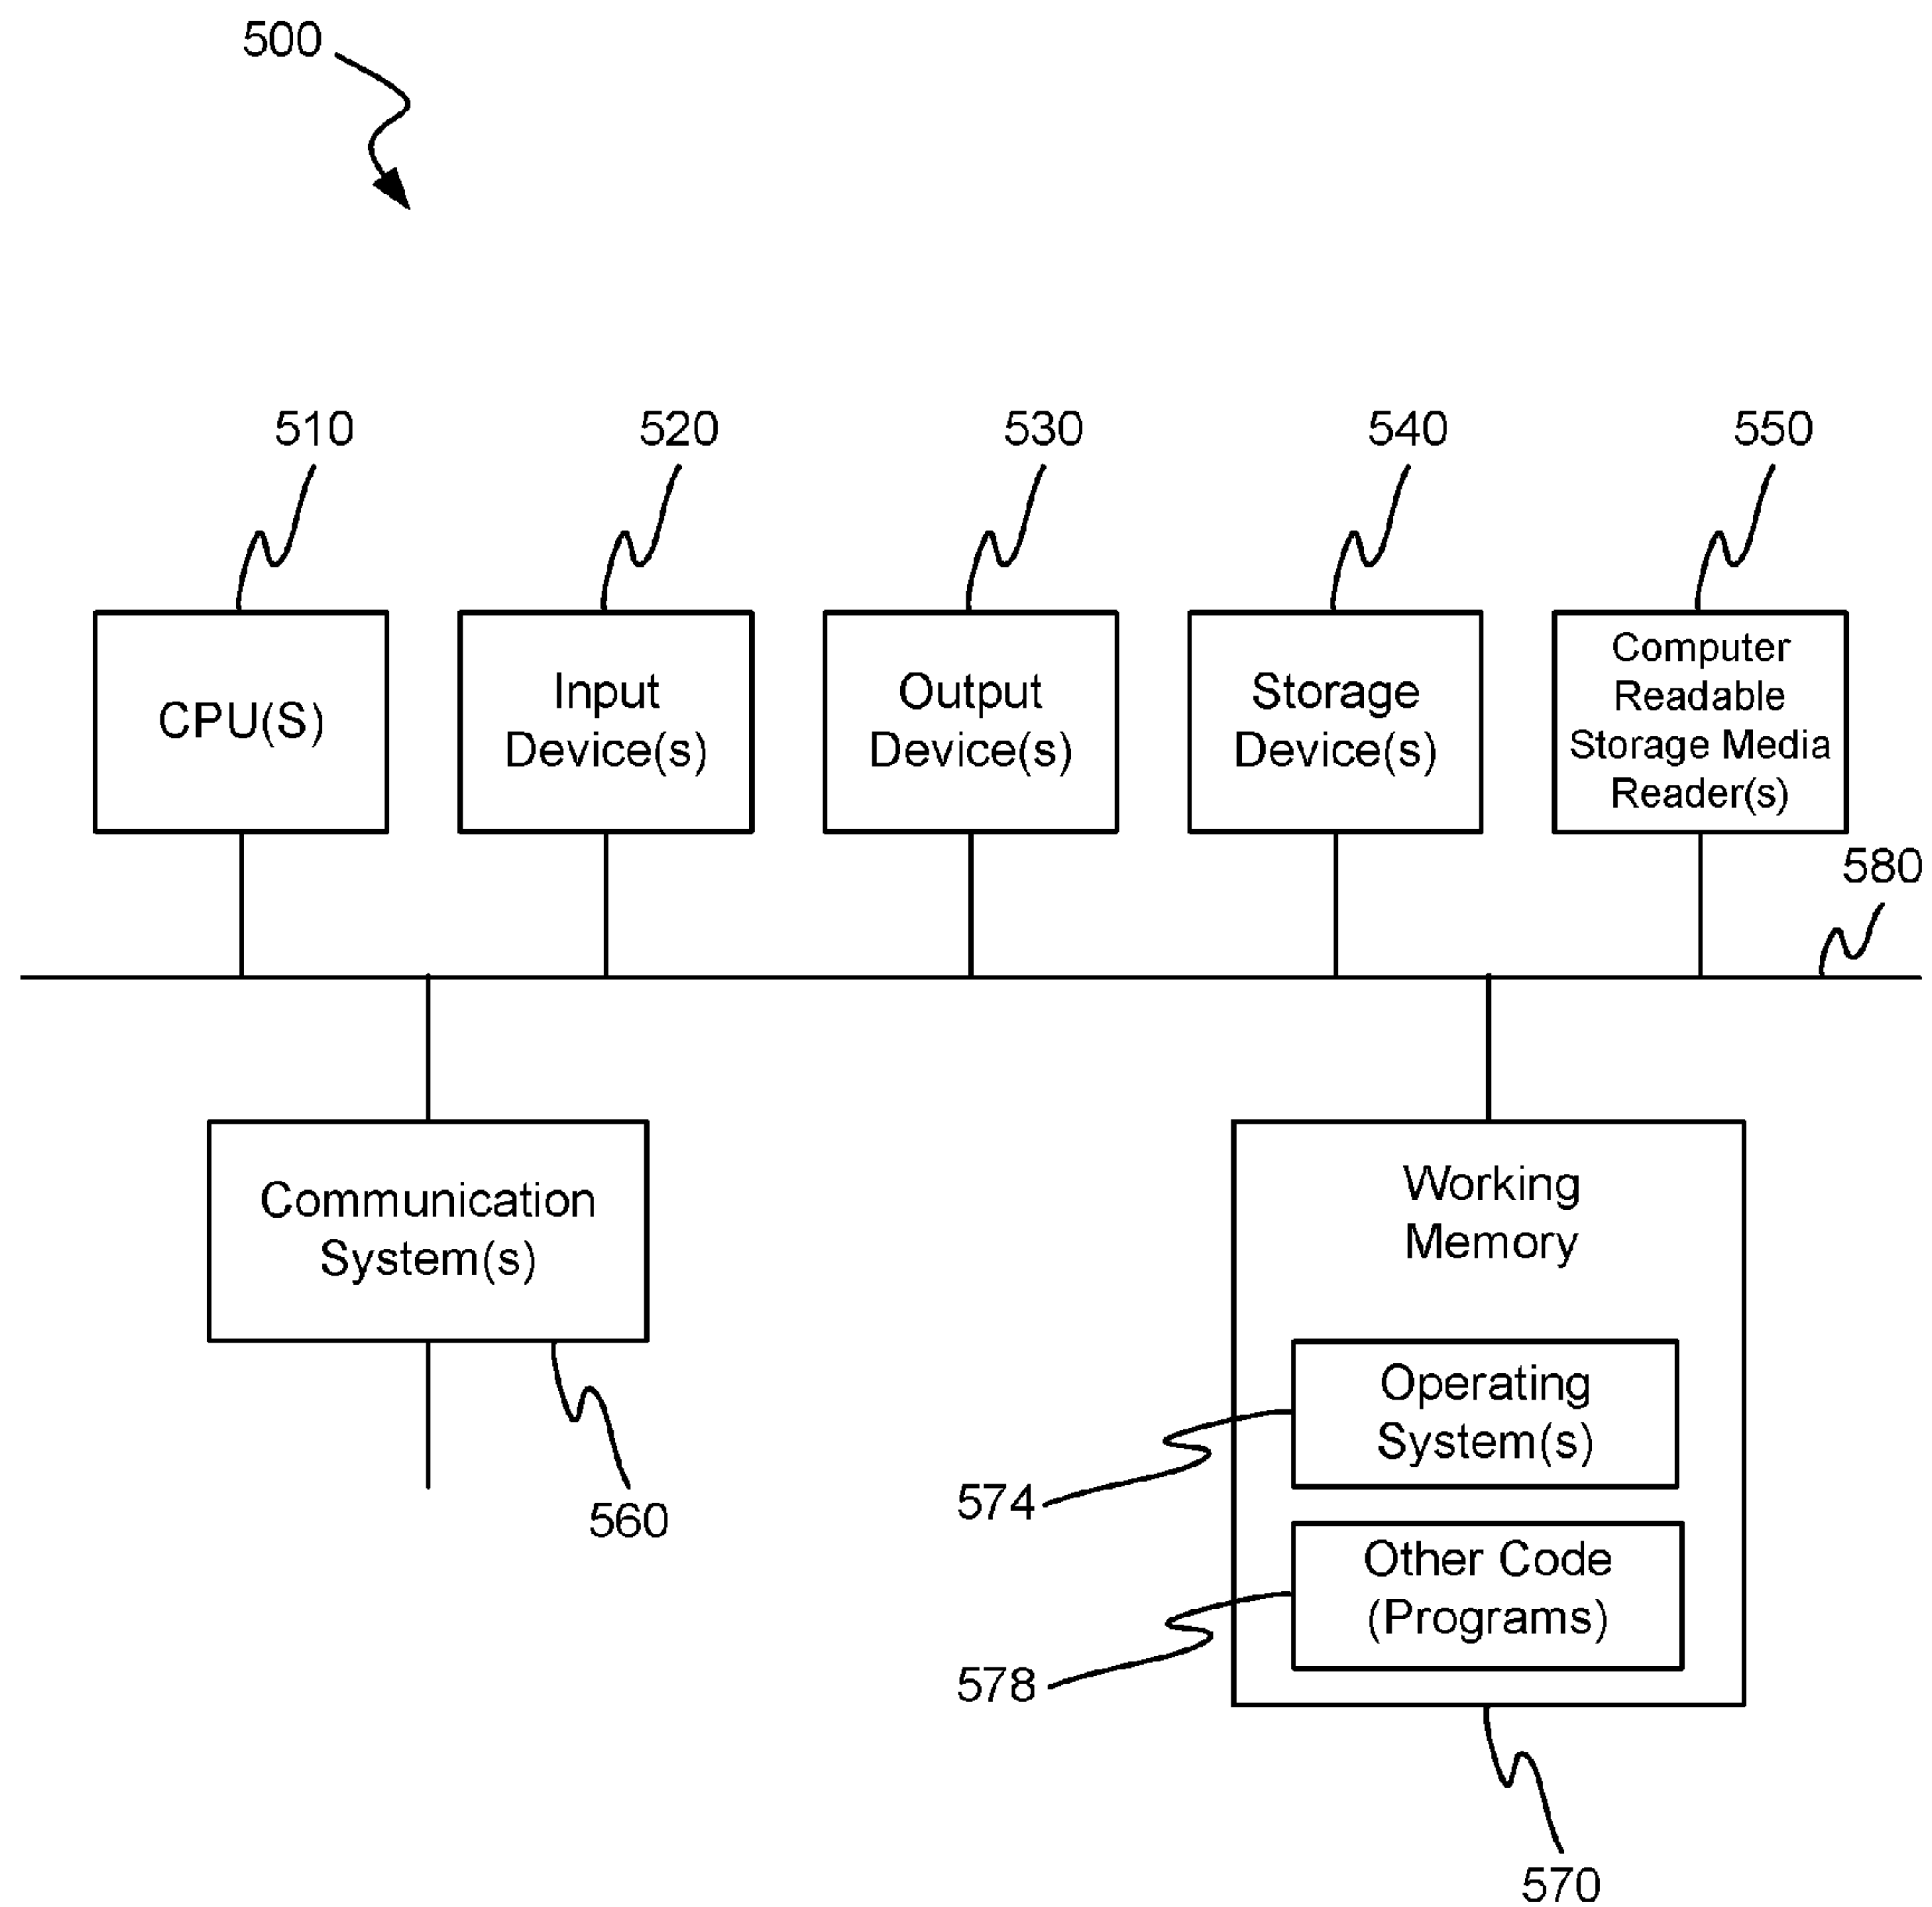 500
510
520
530
540
550
CPU(S)
Input
Device(s)
Output
Device(s)
Storage
Device(s)
Computer
Readable
Storage Media
Reader(s)
580
Communication
System(s)
560
Working
Memory
Operating
System(s)
574
Other Code
(Programs)
578
570